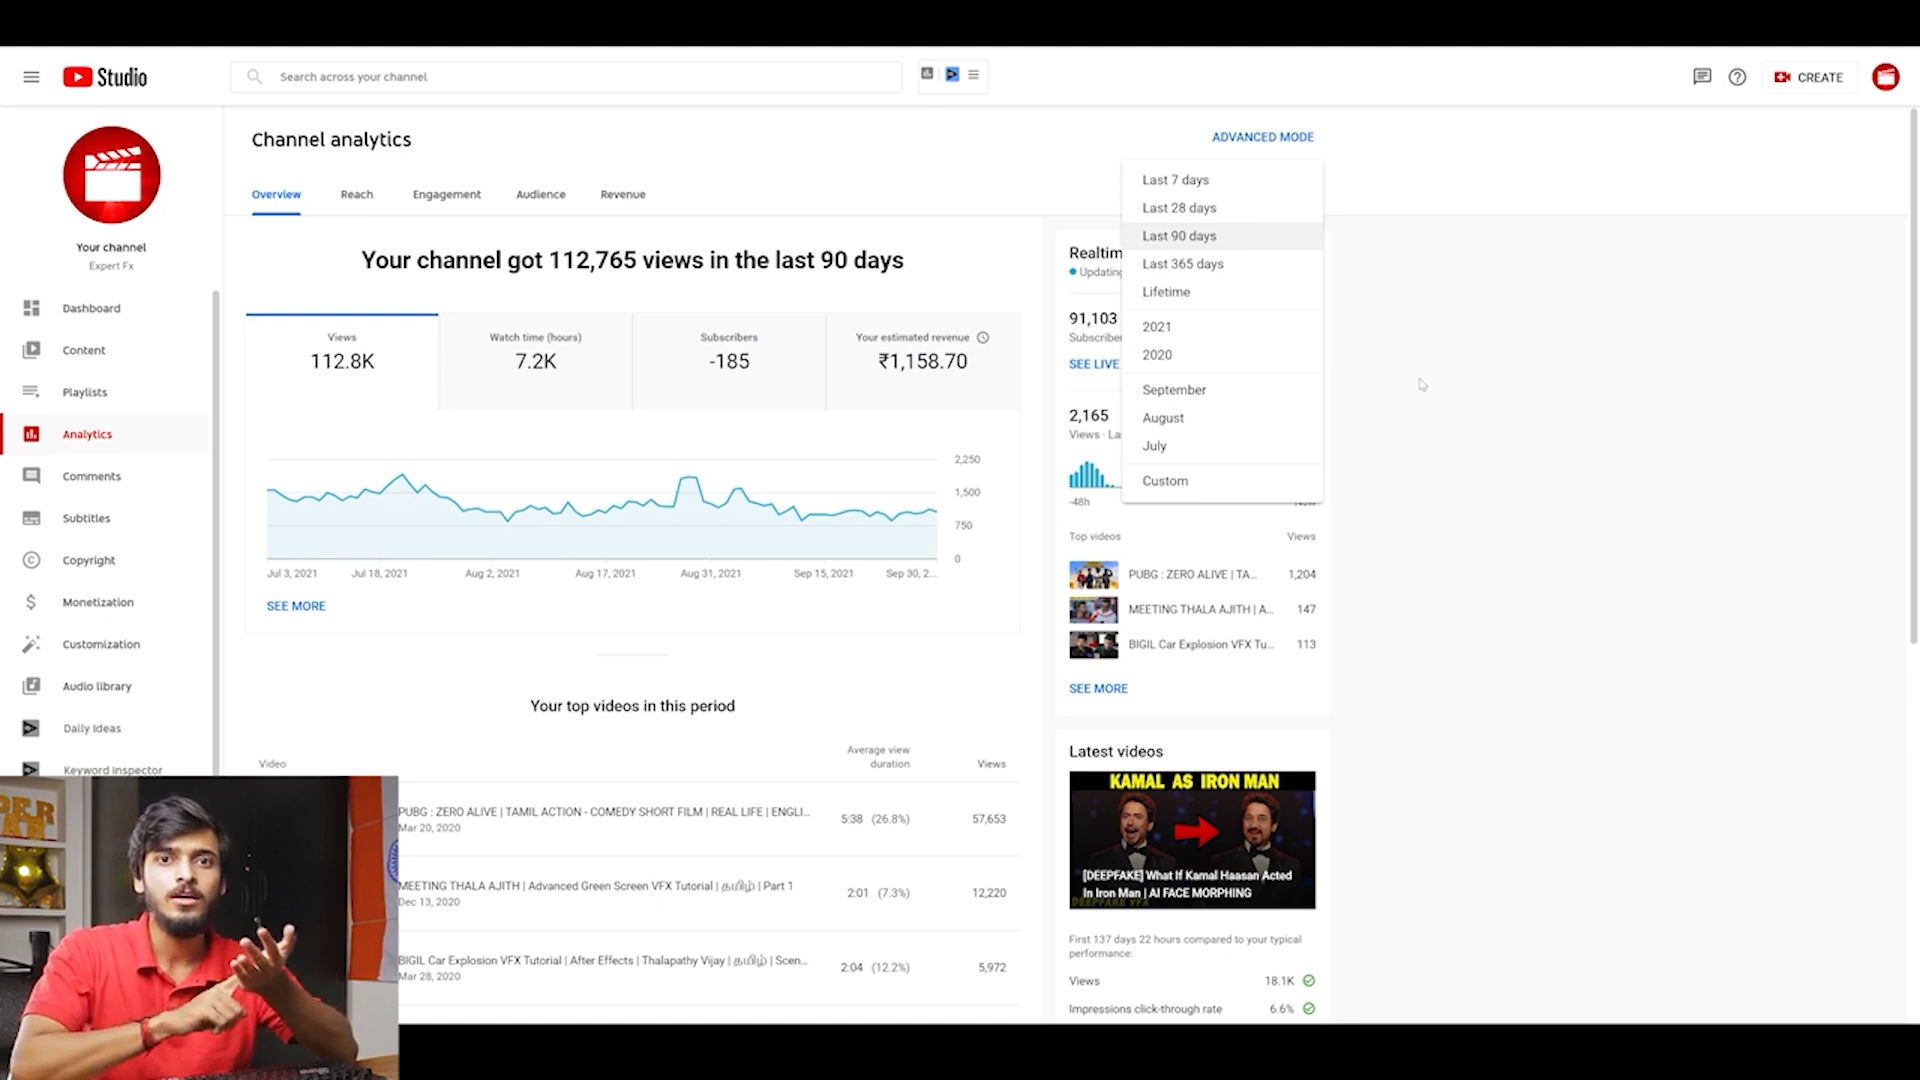 Studio
Search across your channel
CREATE
Your channel
Expert Fx
Dashboard
Content
Playlists
Analytics
Comments
Subtitles
Copyright
Monetization
Customization
Audio library
Daily Ideas
Keyword Inspector
Channel analytics
ADVANCED MODE
Overview
Reach
Engagement
Audience
Revenue
Your channel got 112,765 views in the last 90 days
Views
112.8K
Watch time (hours)
7.2K
Subscribers
-185
Your estimated revenue
₹1,158.70
2,250
1,500
750
0
Jul 3, 2021
Jul 18, 2021
Aug 2, 2021
Aug 17, 2021
Aug 31, 2021
Sep 15, 2021
Sep 30, 2...
SEE MORE
Your top videos in this period
Video
Average view
duration
Views
PUBG : ZERO ALIVE | TAMIL ACTION - COMEDY SHORT FILM | REAL LIFE | ENGLI...
Mar 20, 2020
5:38 (26.8%)
57,653
MEETING THALA AJITH | Advanced Green Screen VFX Tutorial | தமிழ் | Part 1
Dec 13, 2020
2:01 (7.3%)
12,220
BIGIL Car Explosion VFX Tutorial | After Effects | Thalapathy Vijay | தமிழ் | Scen...
Mar 28, 2020
2:04 (12.2%)
5,972
Last 7 days
Last 28 days
Last 90 days
Last 365 days
Lifetime
2021
2020
September
August
July
Custom
Realtim
Updating
91,103
Subscribe
SEE LIVE
2,165
Views · La
-48h
Top videos
Views
PUBG : ZERO ALIVE | TA...
1,204
MEETING THALA AJITH | A...
147
BIGIL Car Explosion VFX Tu...
113
SEE MORE
Latest videos
KAMAL AS IRON MAN
[DEEPFAKE] What If Kamal Haasan Acted
In Iron Man | AI FACE MORPHING
DEEPFAKE VFX
First 137 days 22 hours compared to your typical
performance:
Views
18.1K
Impressions click-through rate
6.6%